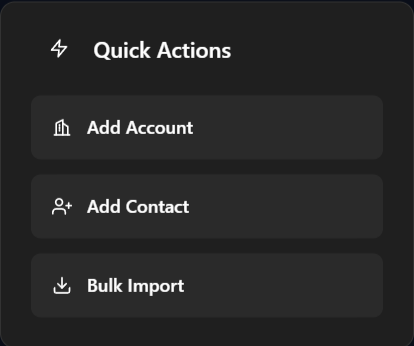 Quick Actions
Add Account
Add Contact
Bulk Import